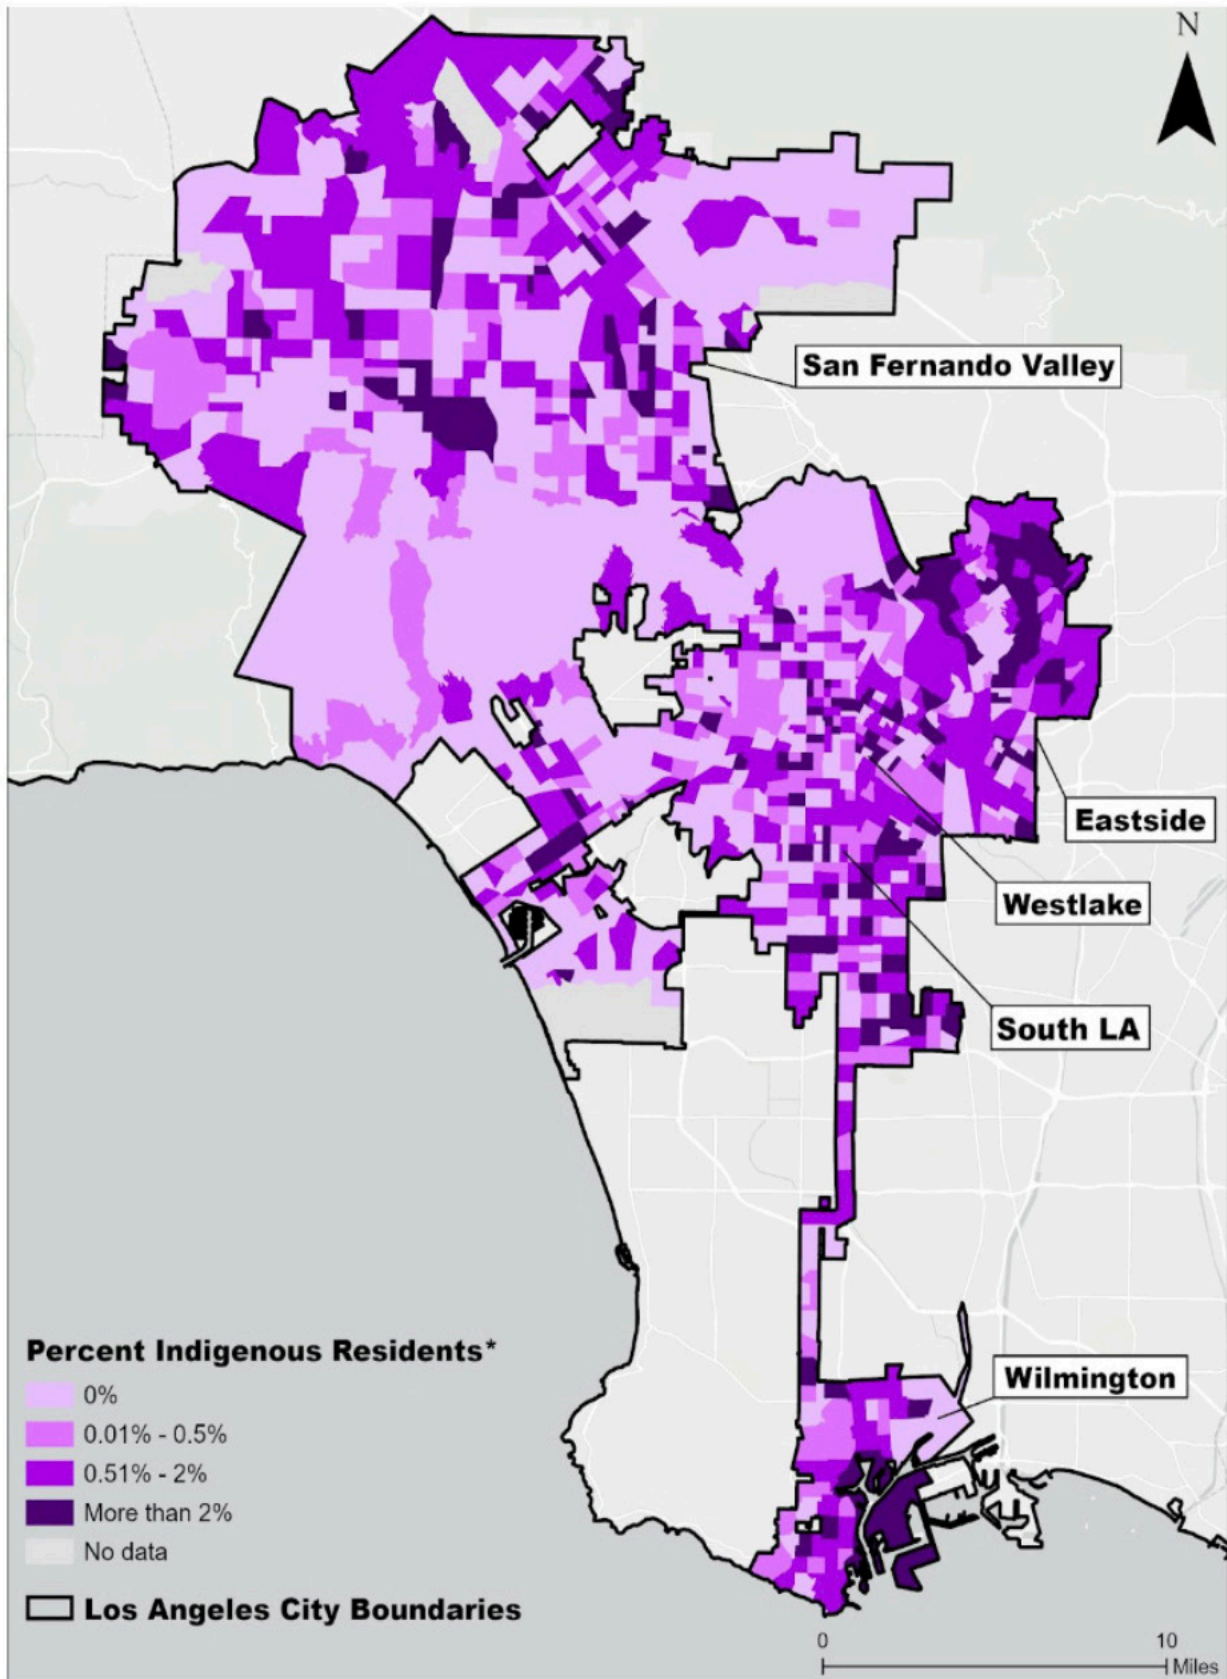 N
San Fernando Valley
Eastside
Westlake
South LA
Wilmington
Percent Indigenous Residents*
0%
0.01% - 0.5%
0.51% - 2%
More than 2%
No data
Los Angeles City Boundaries
0 10
Miles